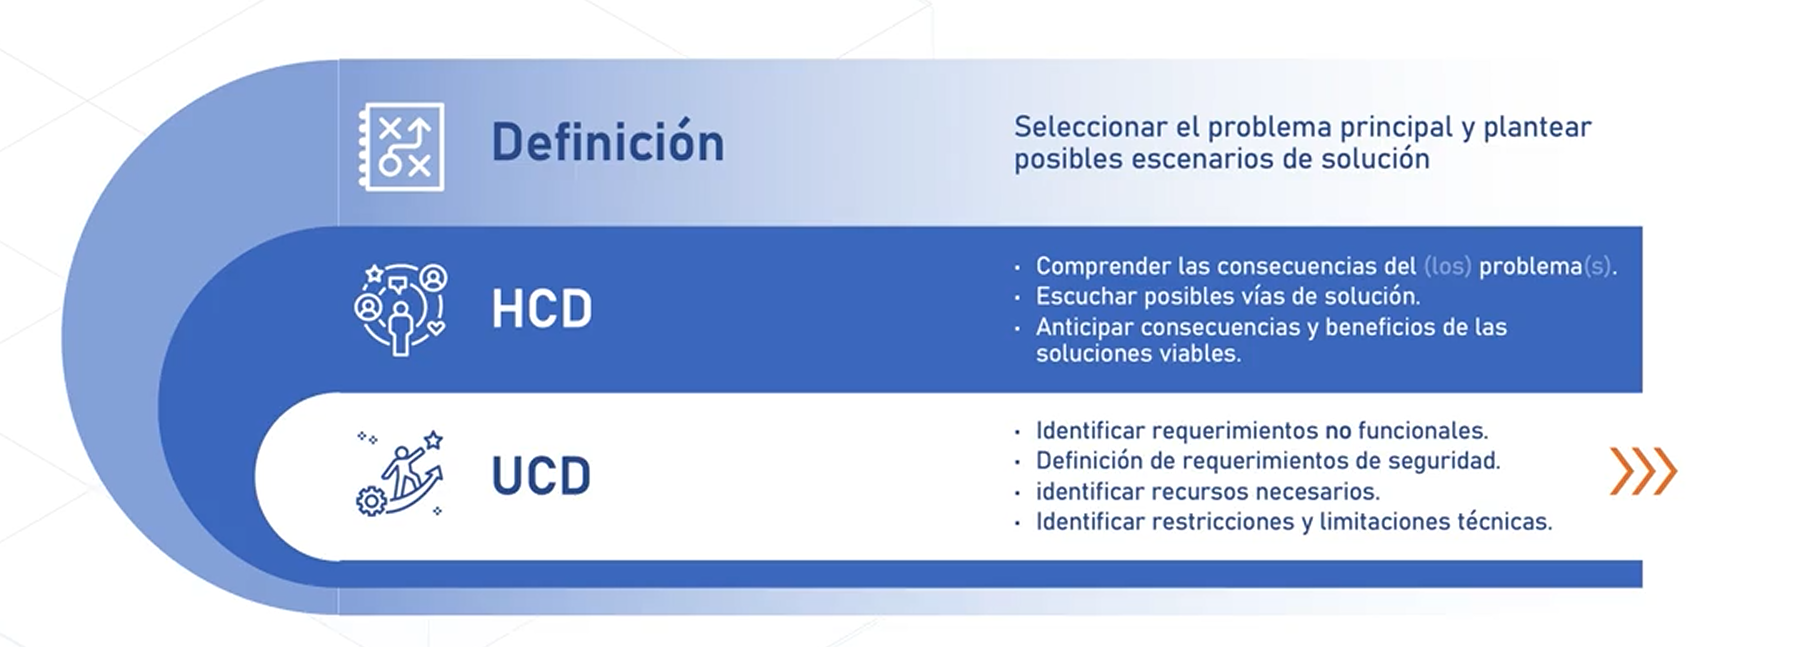 Definición
Seleccionar el problema principal y plantear
posibles escenarios de solución
HCD
· Comprender las consecuencias del (los) problema(s).
· Escuchar posibles vías de solución.
· Anticipar consecuencias y beneficios de las
soluciones viables.
UCD
· Identificar requerimientos no funcionales.
· Definición de requerimientos de seguridad.
· identificar recursos necesarios.
· Identificar restricciones y limitaciones técnicas.